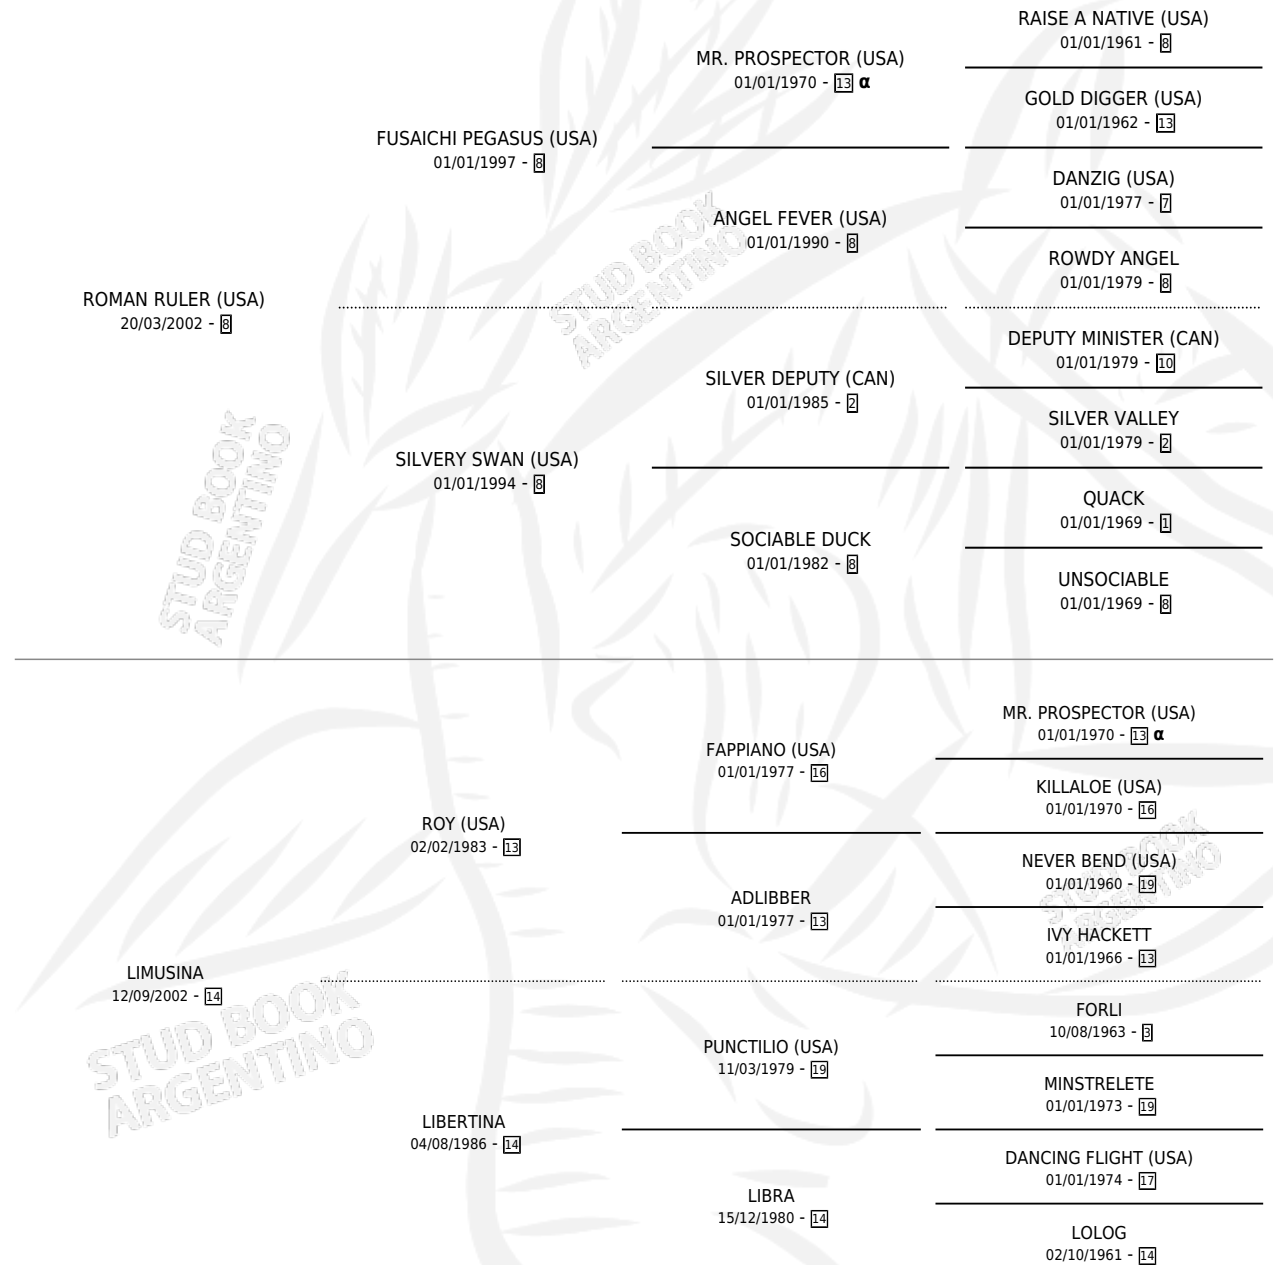 RAISE A NATIVE (USA)
01/01/1961 - 8
MR. PROSPECTOR (USA)
01/01/1970 - 13 α
GOLD DIGGER (USA)
01/01/1962 - 13
FUSAICHI PEGASUS (USA)
01/01/1997 - 8
DANZIG (USA)
01/01/1977 - 7
ANGEL FEVER (USA)
01/01/1990 - 8
ROWDY ANGEL
01/01/1979 - 8
ROMAN RULER (USA)
20/03/2002 - 8
DEPUTY MINISTER (CAN)
01/01/1979 - 10
SILVER DEPUTY (CAN)
01/01/1985 - 2
SILVER VALLEY
01/01/1979 - 2
SILVERY SWAN (USA)
01/01/1994 - 8
QUACK
01/01/1969 - 1
SOCIABLE DUCK
01/01/1982 - 8
UNSOCIABLE
01/01/1969 - 8
MR. PROSPECTOR (USA)
01/01/1970 - 13 α
FAPPIANO (USA)
01/01/1977 - 16
KILLALOE (USA)
01/01/1970 - 16
ROY (USA)
02/02/1983 - 13
NEVER BEND (USA)
01/01/1960 - 19
ADLIBBER
01/01/1977 - 13
IVY HACKETT
01/01/1966 - 13
LIMUSINA
12/09/2002 - 14
FORLI
10/08/1963 - 3
PUNCTILIO (USA)
11/03/1979 - 19
MINSTRELETE
01/01/1973 - 19
LIBERTINA
04/08/1986 - 14
DANCING FLIGHT (USA)
01/01/1974 - 17
LIBRA
15/12/1980 - 14
LOLOG
02/10/1961 - 14
STUD BOOK
ARGENTINO
STUD BOOK
ARGENTINO
STUD BOOK
ARGENTINO
STUD BOOK
ARGENTINO